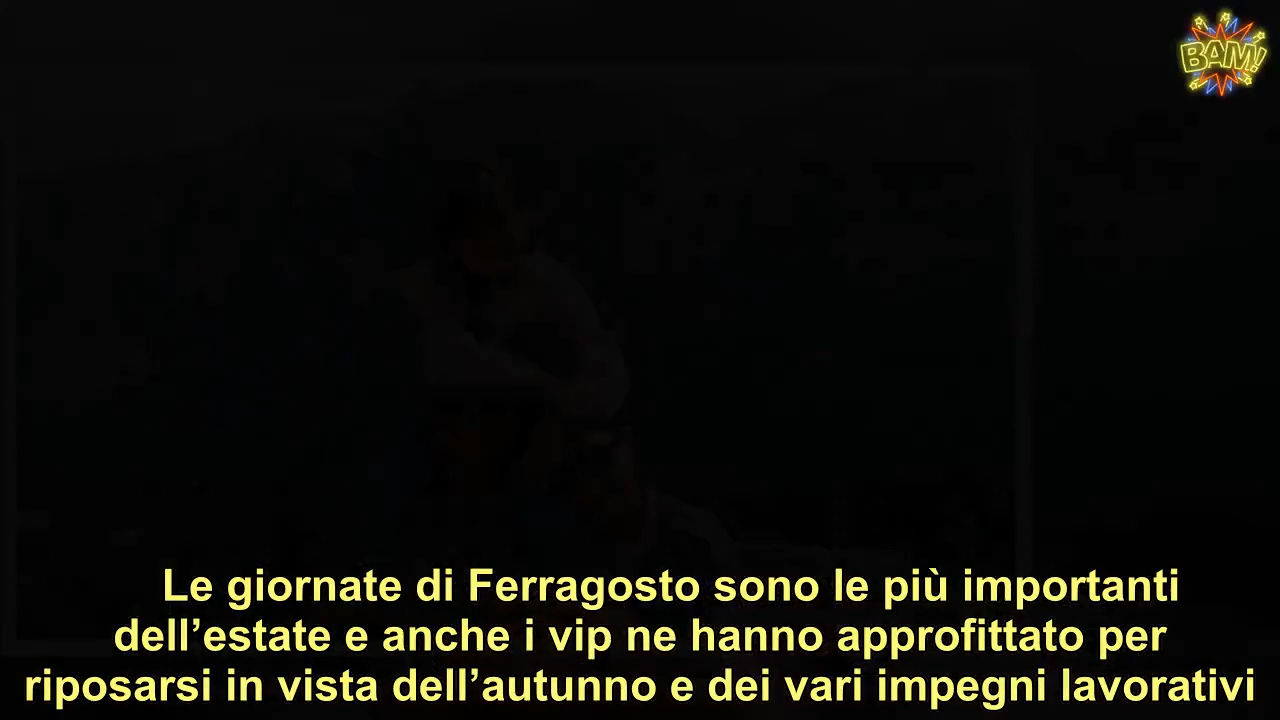 BAM!
Le giornate di Ferragosto sono le più importanti
dell’estate e anche i vip ne hanno approfittato per
riposarsi in vista dell’autunno e dei vari impegni lavorativi